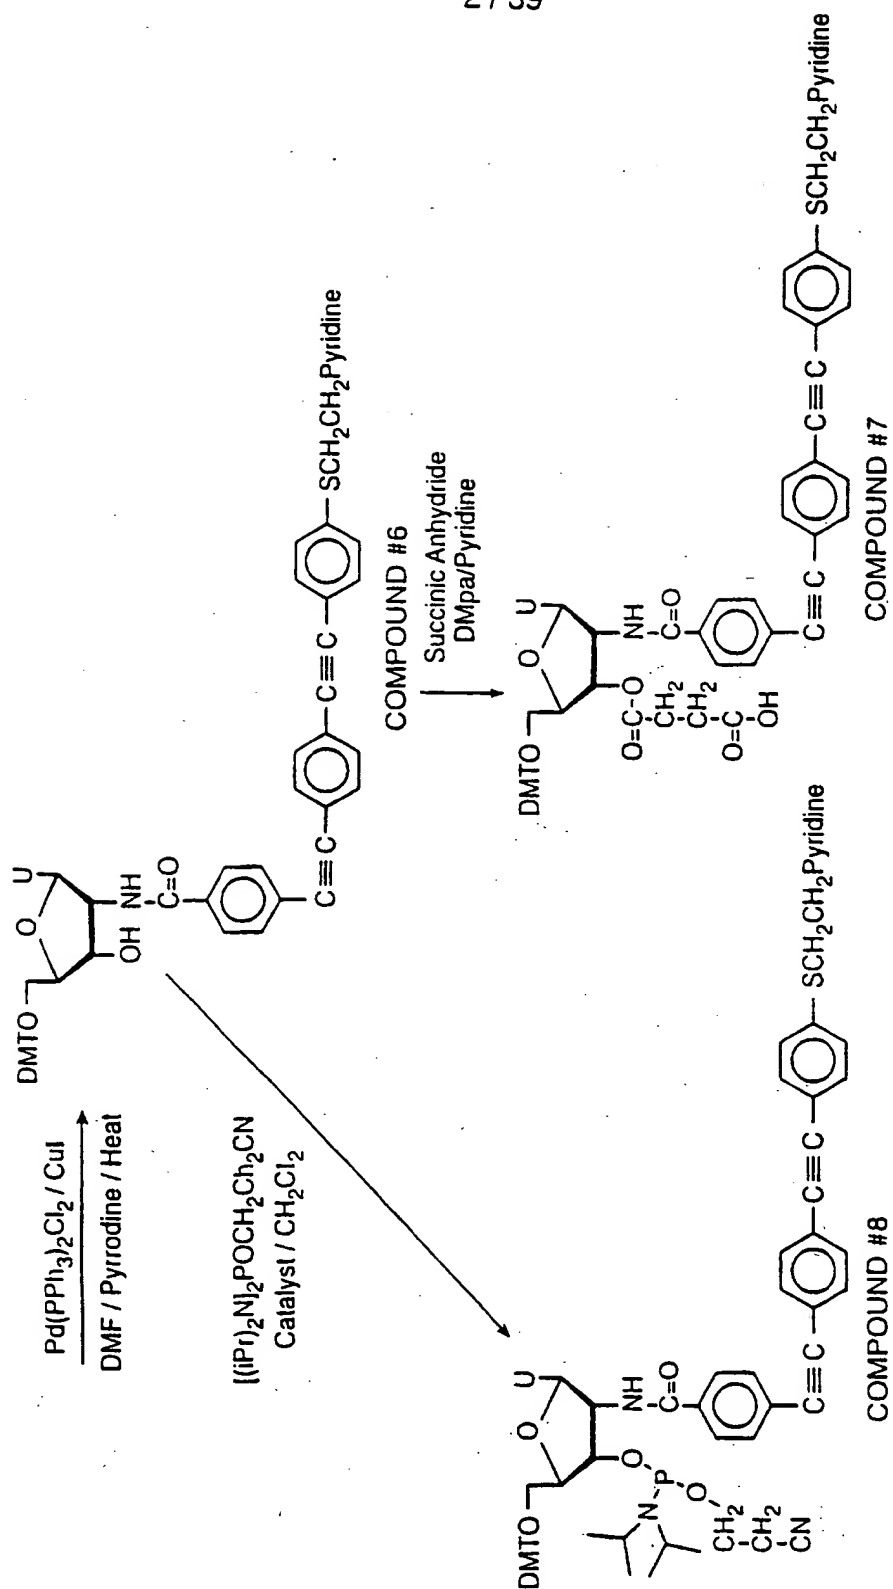 2 / 39
Pd(PPh3)2Cl2 / CuI
DMF / Pyrrodine / Heat
DMTO
O
U
OH
NH
C=O
C≡C
C≡C
SCH2CH2Pyridine
COMPOUND #6
[(iPr)2N]2POCH2Ch2CN
Catalyst / CH2Cl2
Succinic Anhydride
DMpa/Pyridine
DMTO
O
U
O
NH
P
C=O
N
O
CH2
CH2
C-CN
C≡C
C≡C
SCH2CH2Pyridine
COMPOUND #8
DMTO
O
U
O
NH
O=C
C=O
CH2
CH2
O=C
OH
C≡C
C≡C
SCH2CH2Pyridine
COMPOUND #7